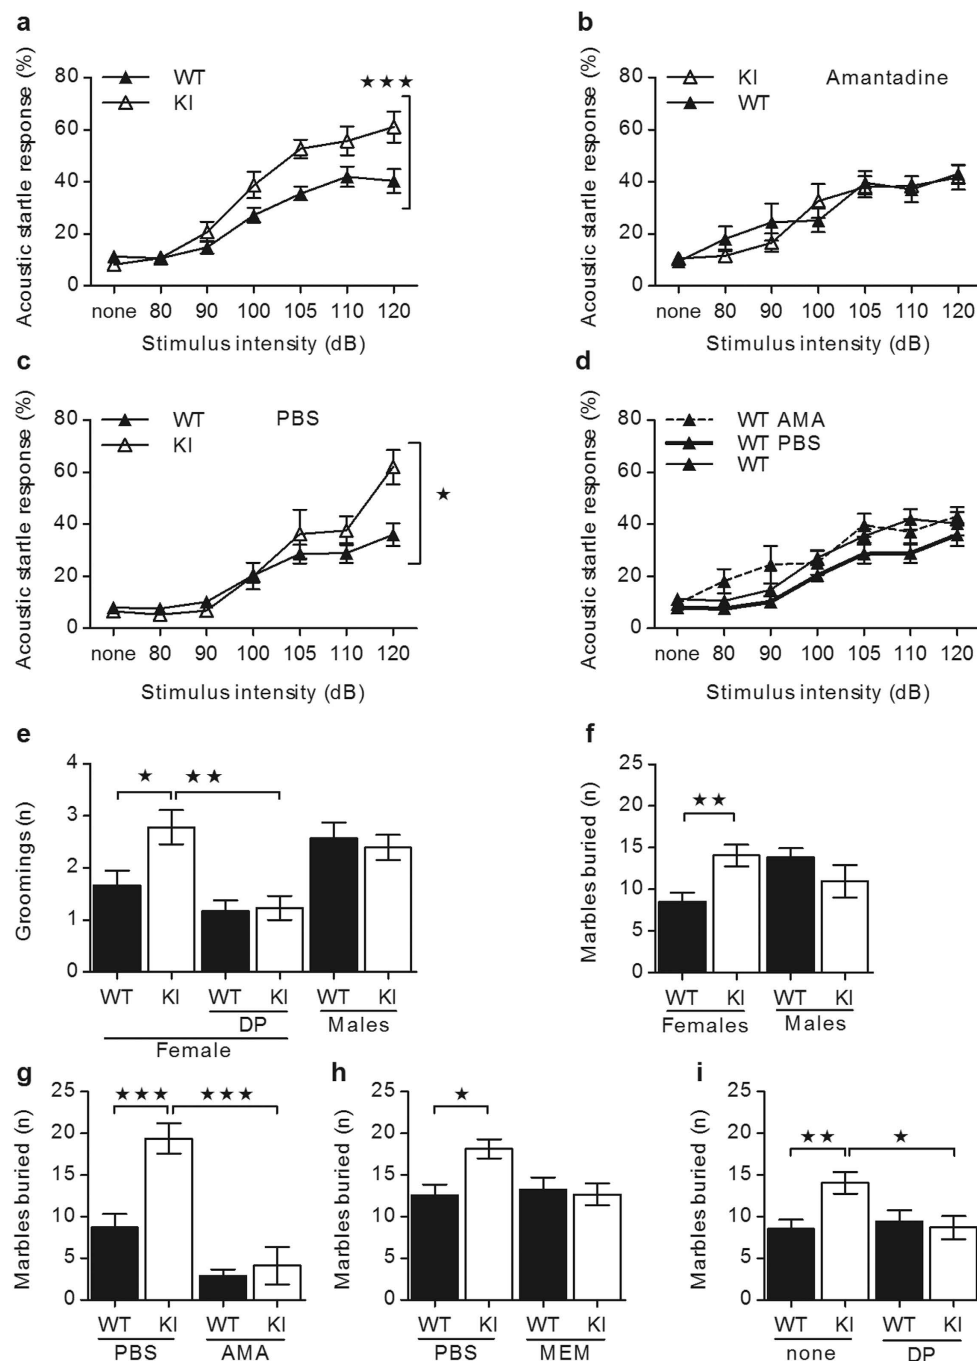 a
WT
KI
★★★
80
60
40
20
0
Acoustic startle response (%)
none 80 90 100 105 110 120
Stimulus intensity (dB)
b
KI
WT
Amantadine
80
60
40
20
0
Acoustic startle response (%)
none 80 90 100 105 110 120
Stimulus intensity (dB)
c
WT
KI
PBS
★
80
60
40
20
0
Acoustic startle response (%)
none 80 90 100 105 110 120
Stimulus intensity (dB)
d
WT AMA
WT PBS
WT
80
60
40
20
0
Acoustic startle response (%)
none 80 90 100 105 110 120
Stimulus intensity (dB)
e
★ ★★
4
3
2
1
0
Groomings (n)
WT KI WT KI WT KI
DP Males
Female
f
★★
25
20
15
10
5
0
Marbles buried (n)
WT KI WT KI
Females Males
g
★★★ ★★★
25
20
15
10
5
0
Marbles buried (n)
WT KI WT KI
PBS AMA
h
★
25
20
15
10
5
0
Marbles buried (n)
WT KI WT KI
PBS MEM
i
★★ ★
25
20
15
10
5
0
Marbles buried (n)
WT KI WT KI
none DP